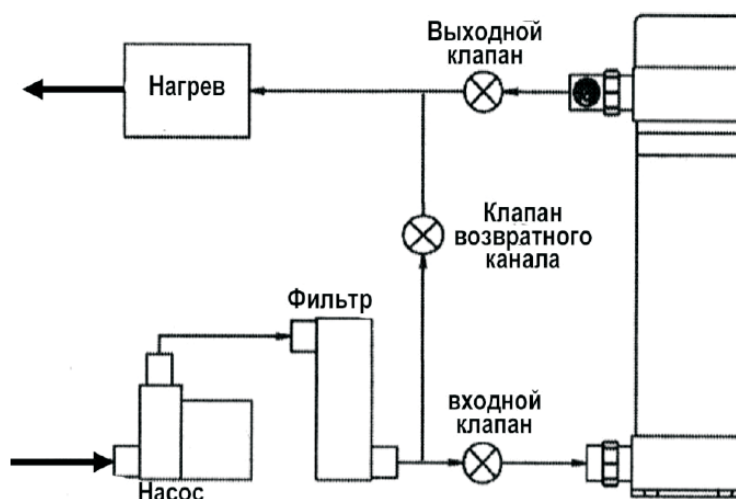 Выходной
клапан
Нагрев
Клапан
возвратного
канала
Фильтр
входной
клапан
Насос